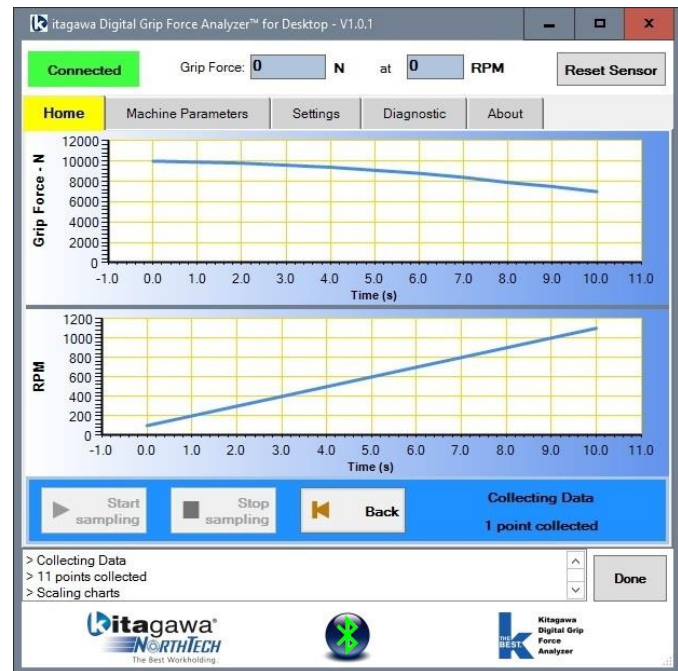 itagawa Digital Grip Force Analyzer™ for Desktop - V1.0.1
Connected
Grip Force: 0 N at 0 RPM
Reset Sensor
Home Machine Parameters Settings Diagnostic About
Grip Force - N
12000
10000
8000
6000
4000
2000
0
-1.0 0.0 1.0 2.0 3.0 4.0 5.0 6.0 7.0 8.0 9.0 10.0 11.0
Time (s)
RPM
1200
1000
800
600
400
200
0
-1.0 0.0 1.0 2.0 3.0 4.0 5.0 6.0 7.0 8.0 9.0 10.0 11.0
Time (s)
Start sampling
Stop sampling
Back
Collecting Data
1 point collected
> Collecting Data
> 11 points collected
> Scaling charts
Done
kitagawa®
NORTHTECH
The Best Workholding.
THE BEST.
Kitagawa
Digital Grip
Force
Analyzer